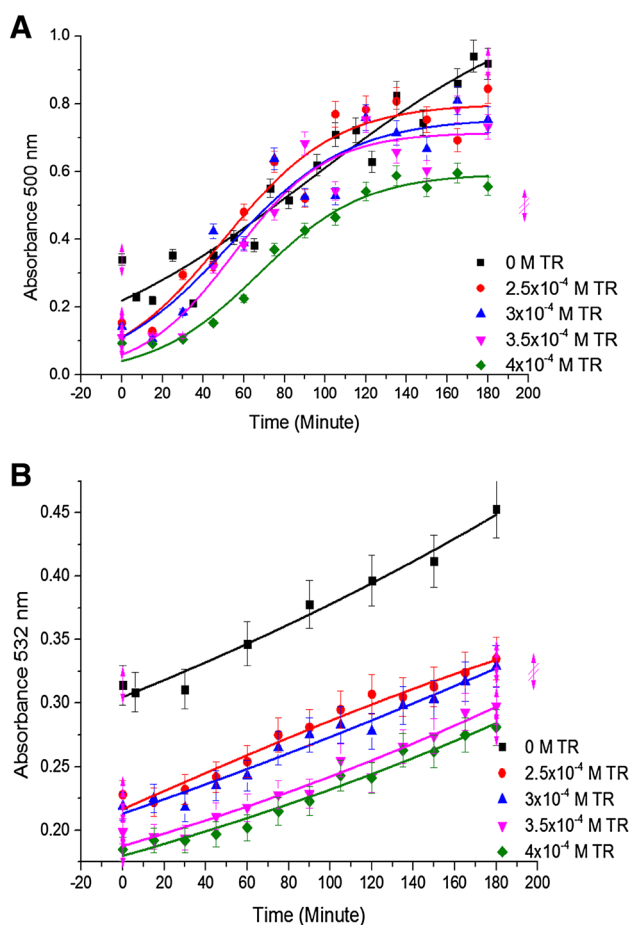 A
1.0
0.8
0.6
0.4
0.2
0.0
Absorbance 500 nm
0 M TR
2.5x10⁻⁴ M TR
3x10⁻⁴ M TR
3.5x10⁻⁴ M TR
4x10⁻⁴ M TR
-20 0 20 40 60 80 100 120 140 160 180 200
Time (Minute)
B
0.45
0.40
0.35
0.30
0.25
0.20
Absorbance 532 nm
0 M TR
2.5x10⁻⁴ M TR
3x10⁻⁴ M TR
3.5x10⁻⁴ M TR
4x10⁻⁴ M TR
-20 0 20 40 60 80 100 120 140 160 180 200
Time (Minute)